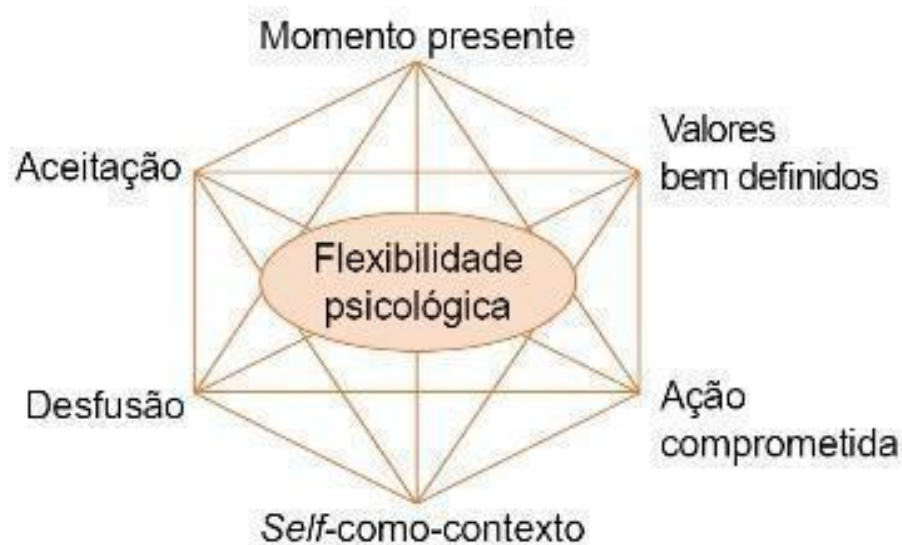 Momento presente
Valores
bem definidos
Aceitação
Flexibilidade
psicológica
Desfusão
Ação
comprometida
Self-como-contexto